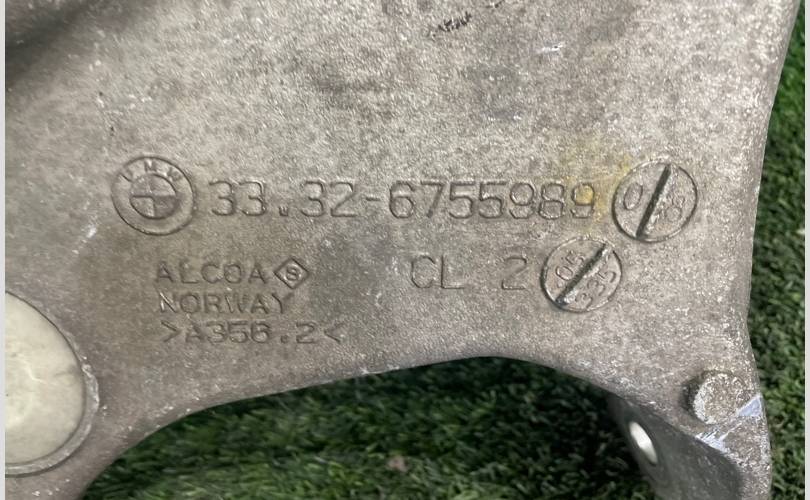 BMW 33.32-6755989
ALCOA S CL 2
NORWAY
>A356.2<